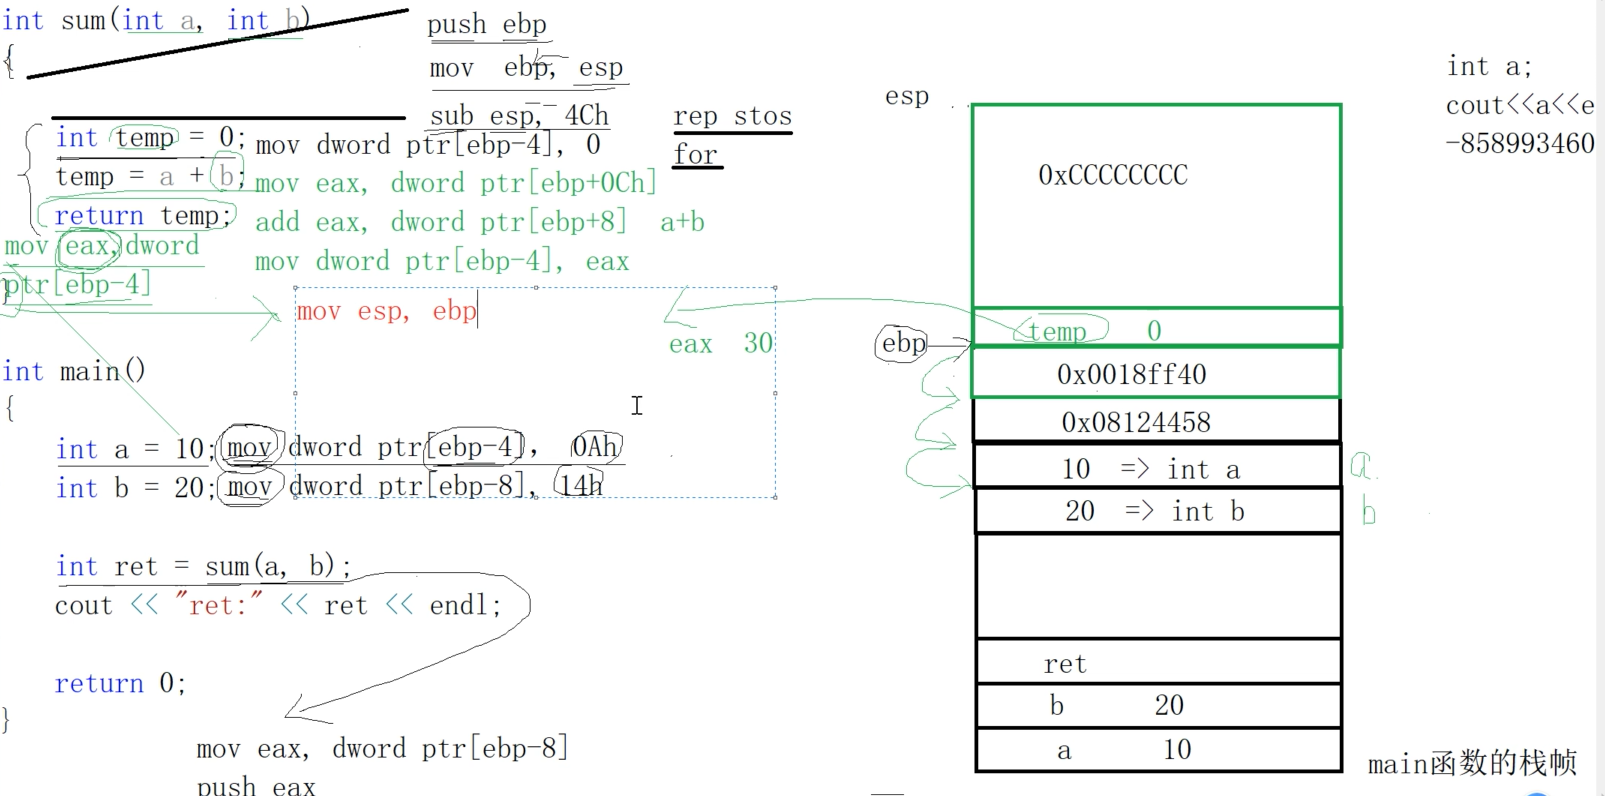 int sum(int a, int b)
{
int temp = 0;
temp = a + b;
return temp;
mov eax, dword
ptr[ebp-4]
}
push ebp
mov ebp, esp
sub esp, 4Ch
rep stos
for
mov dword ptr[ebp-4], 0
mov eax, dword ptr[ebp+0Ch]
add eax, dword ptr[ebp+8] a+b
mov dword ptr[ebp-4], eax
mov esp, ebp
eax 30
int main()
{
int a = 10; mov dword ptr[ebp-4], 0Ah
int b = 20; mov dword ptr[ebp-8], 14h
int ret = sum(a, b);
cout << "ret:" << ret << endl;
return 0;
}
mov eax, dword ptr[ebp-8]
push eax
esp
0xCCCCCCCC
temp 0
ebp
0x0018ff40
0x08124458
10 => int a a
20 => int b b
ret
b 20
a 10
main函数的栈帧
int a;
cout<<a<<e
-858993460